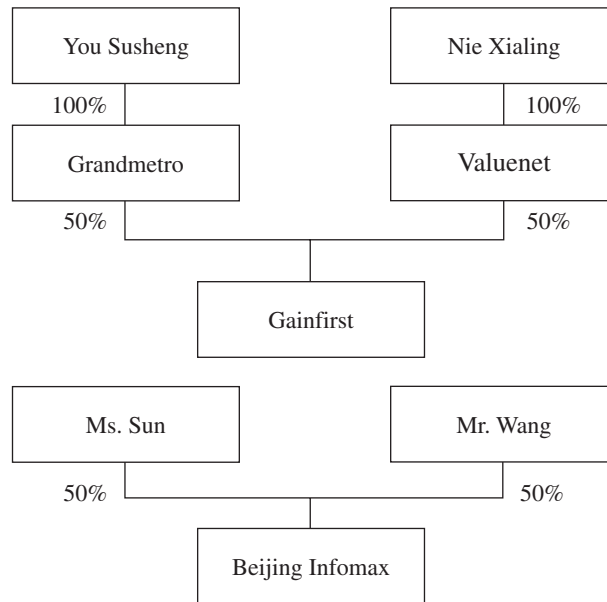 You Susheng
Nie Xialing
100%
100%
Grandmetro
Valuenet
50%
50%
Gainfirst
Ms. Sun
Mr. Wang
50%
50%
Beijing Infomax